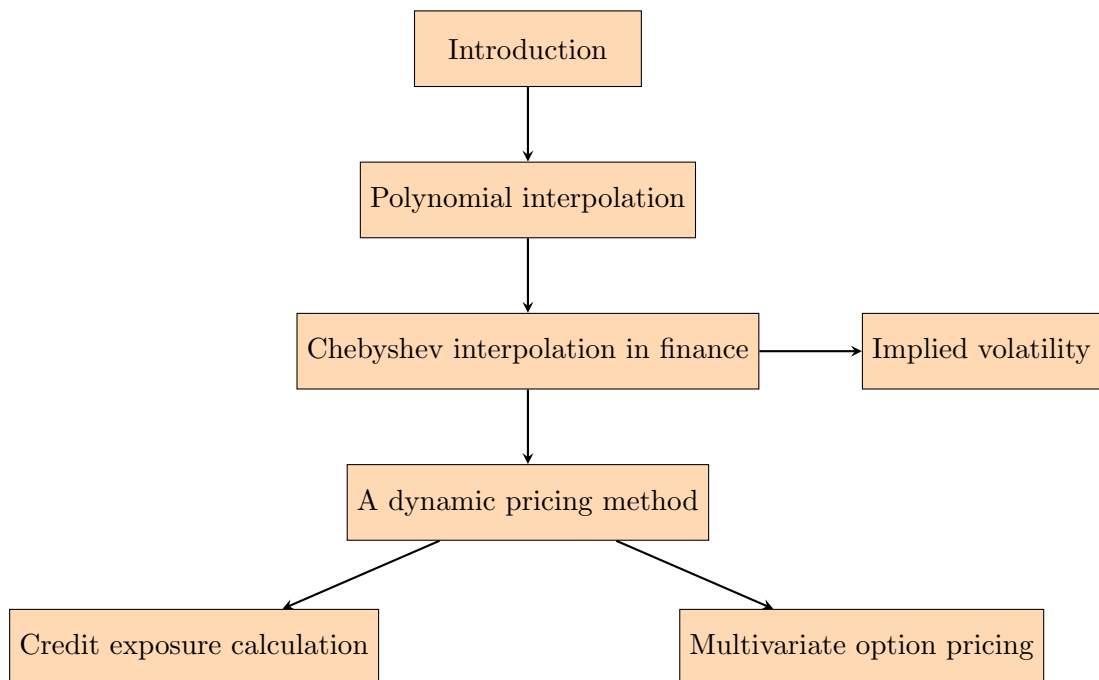 Introduction
Polynomial interpolation
Chebyshev interpolation in finance
Implied volatility
A dynamic pricing method
Credit exposure calculation
Multivariate option pricing